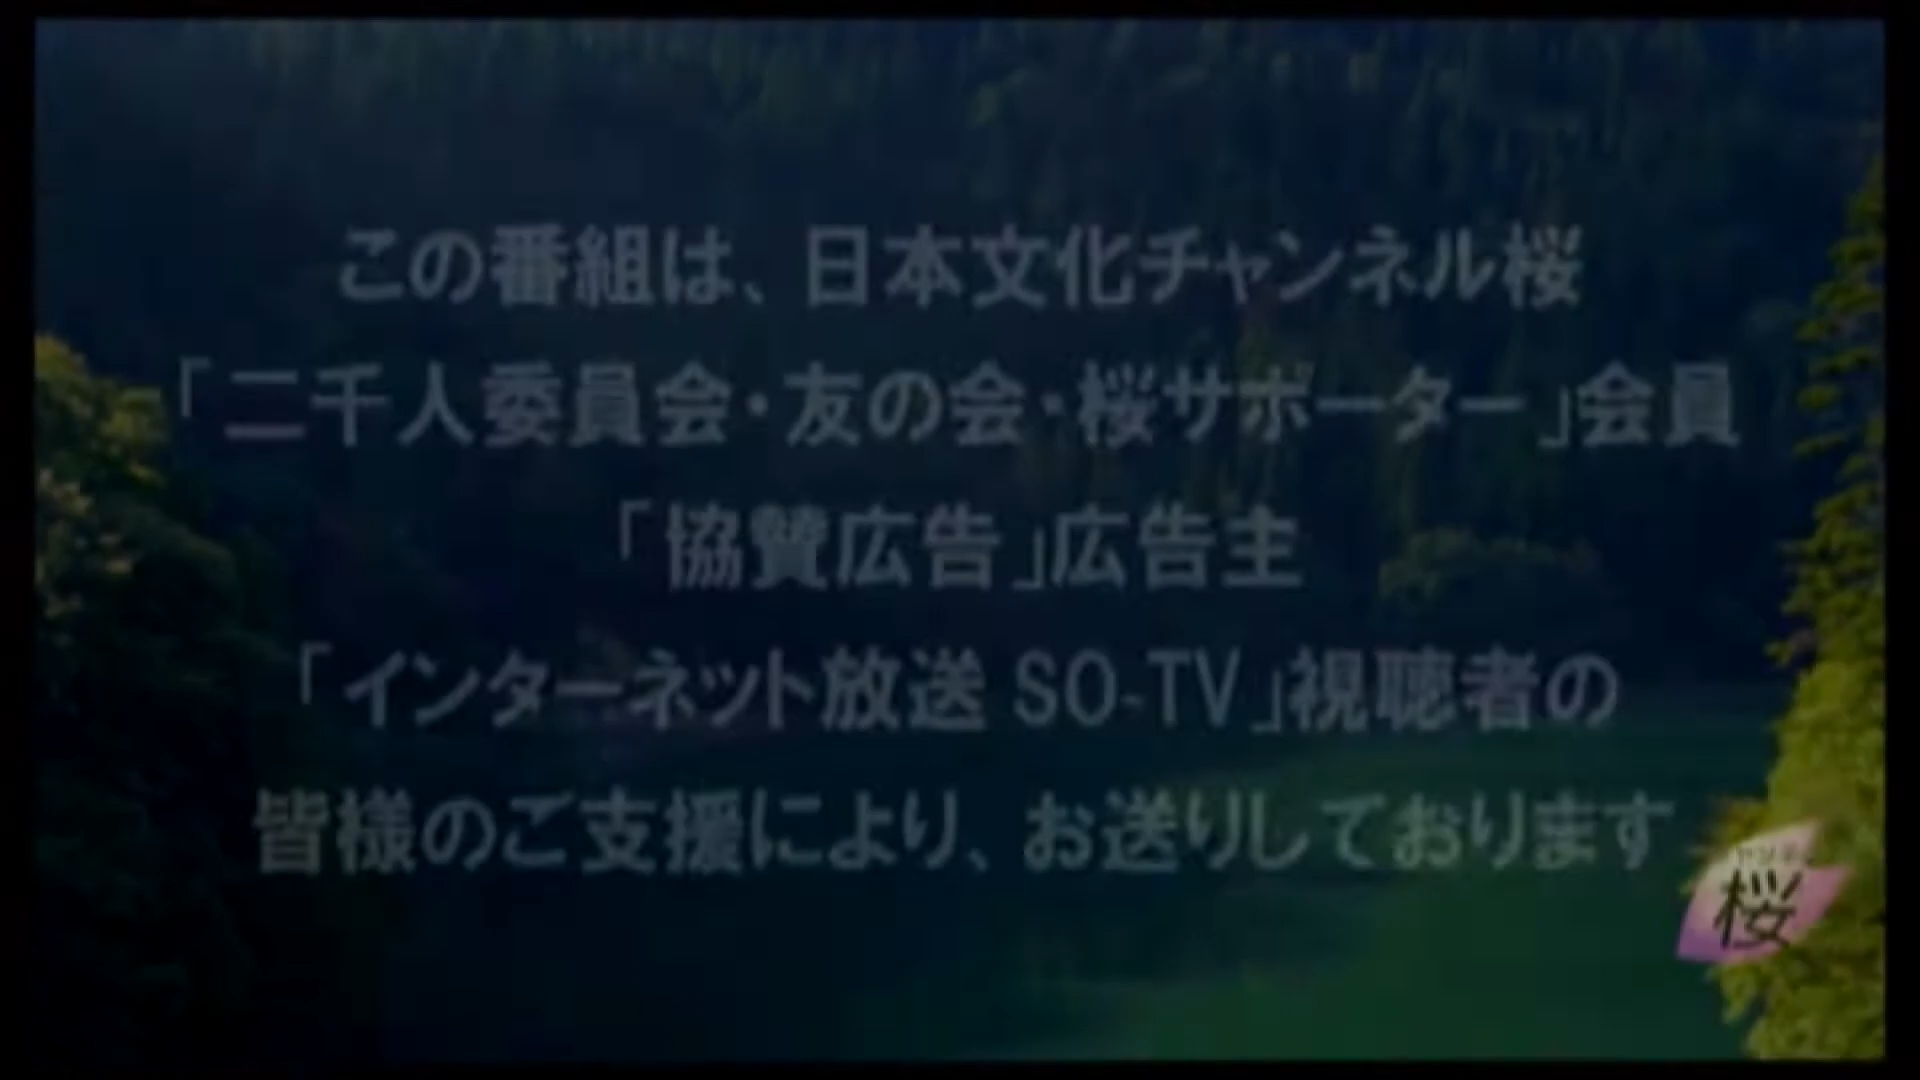 この番組は、日本文化チャンネル桜
「二千人委員会・友の会・桜サポーター」会員
「協賛広告」広告主
「インターネット放送 SO-TV」視聴者の
皆様のご支援により、お送りしております
桜